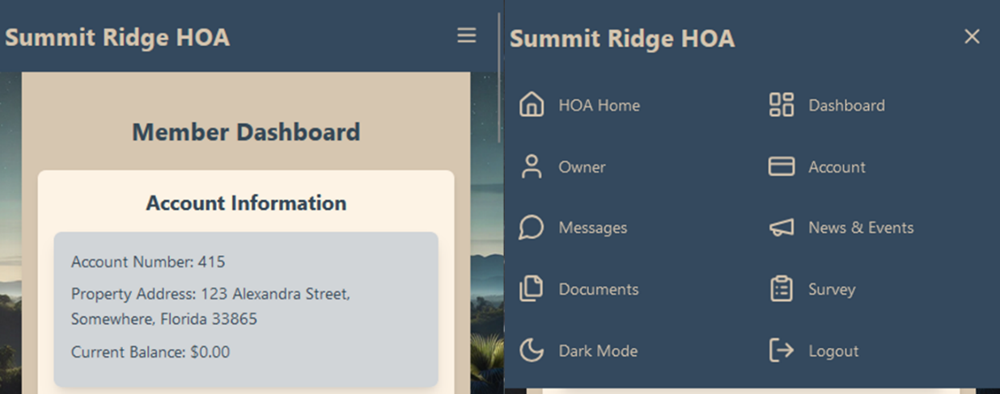 Summit Ridge HOA
Member Dashboard
Account Information
Account Number: 415
Property Address: 123 Alexandra Street,
Somewhere, Florida 33865
Current Balance: $0.00
Summit Ridge HOA
HOA Home
Dashboard
Owner
Account
Messages
News & Events
Documents
Survey
Dark Mode
Logout